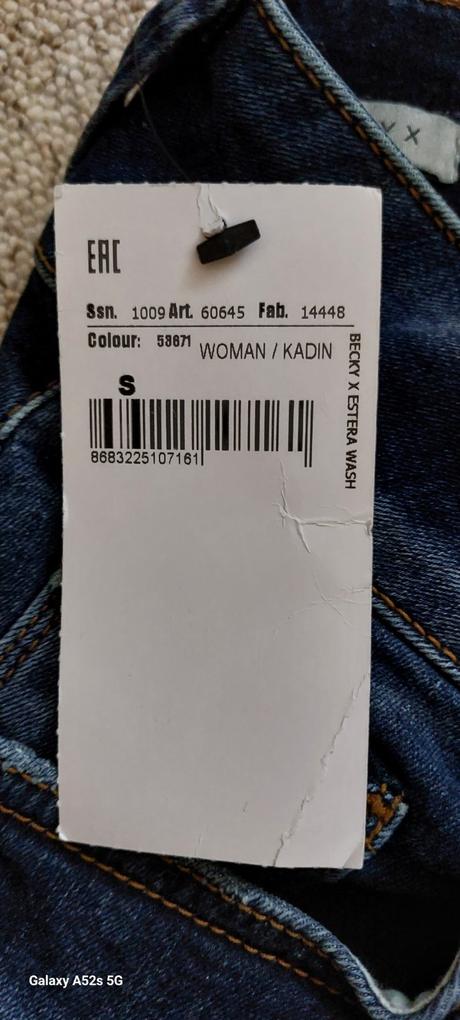 EAC
Ssn. 1009 Art. 60645 Fab. 14448
Colour: 53671 WOMAN / KADIN
BECKY X ESTERA WASH
S
8683225107161
X
Galaxy A52s 5G